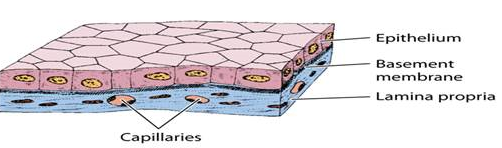 Epithelium
Basement
membrane
Lamina propria
Capillaries